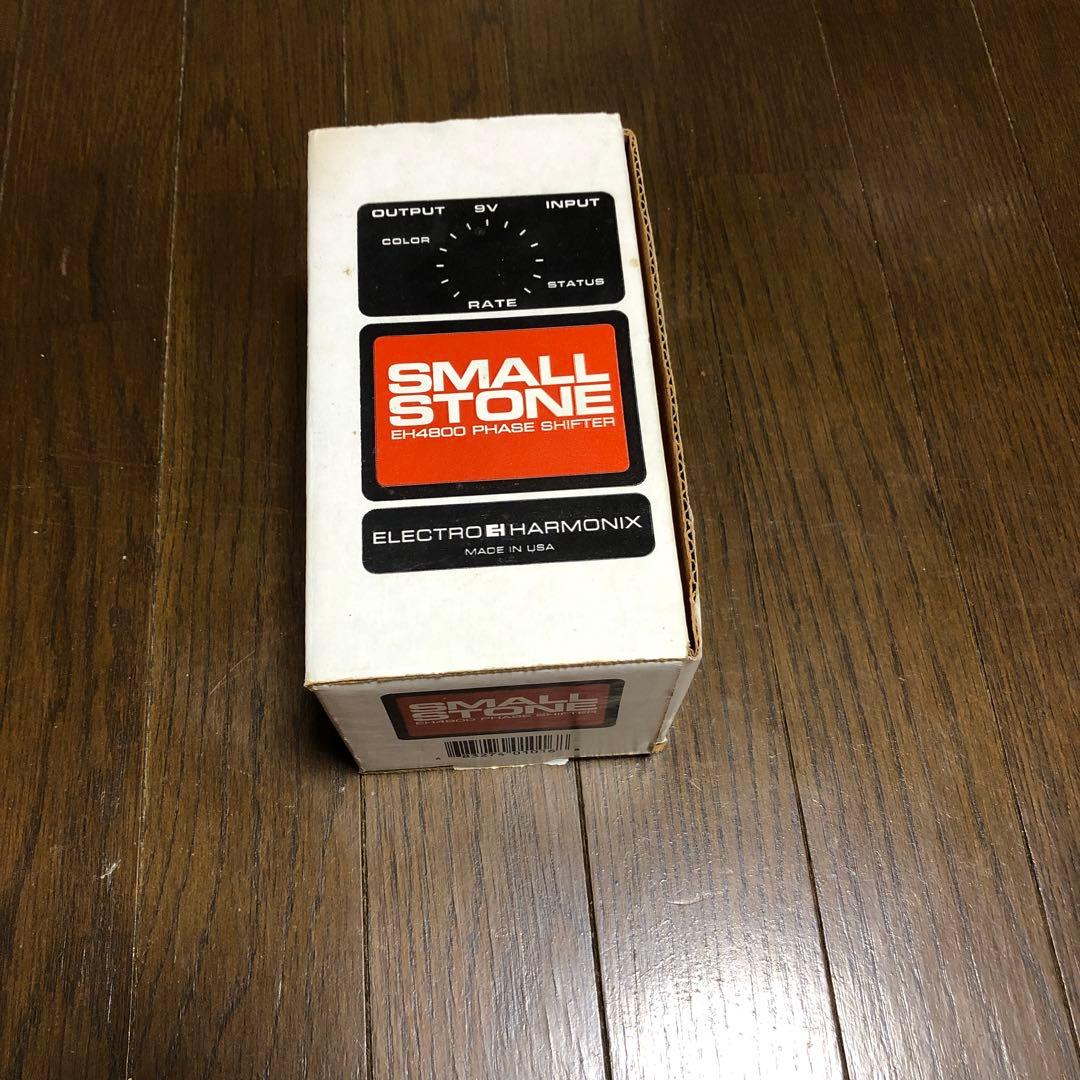 OUTPUT 9V INPUT
COLOR
STATUS
RATE
SMALL
STONE
EH4800 PHASE SHIFTER
ELECTRO EH HARMONIX
MADE IN USA
SMALL
STONE
EH4800 PHASE SHIFTER